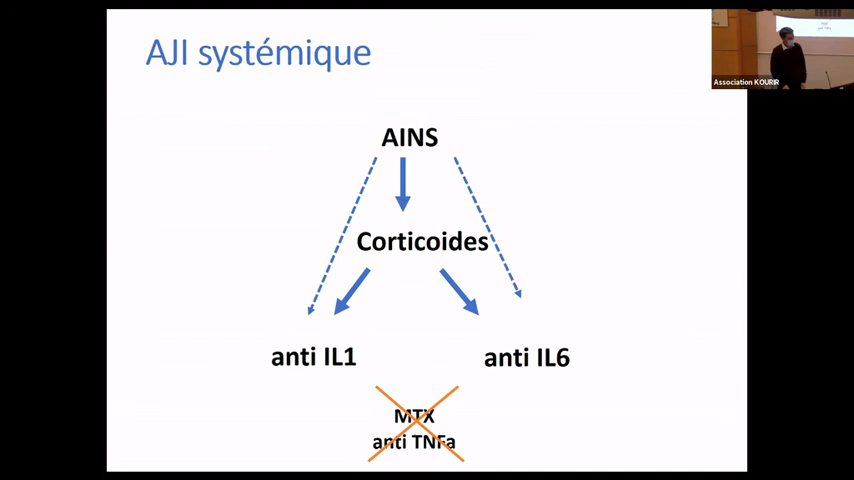 AJI systémique
Association KOURIR
AINS
Corticoides
anti IL1
anti IL6
MTX
anti TNFa